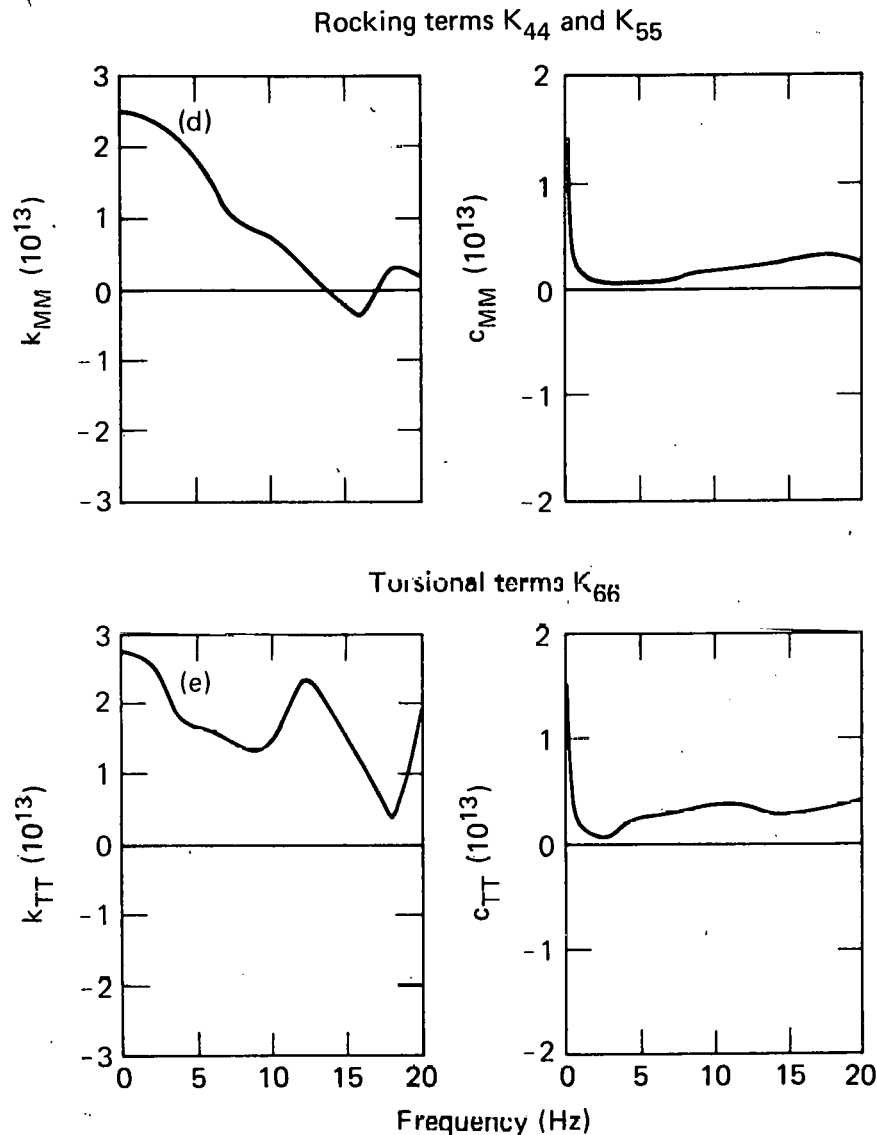 Rocking terms K44 and K55
3
2
1
0
-1
-2
-3
kMM (10^13)
(d)
2
1
0
-1
-2
cMM (10^13)
Torsional terms K66
3
2
1
0
-1
-2
-3
kTT (10^13)
(e)
0 5 10 15 20
2
1
0
-1
-2
cTT (10^13)
0 5 10 15 20
Frequency (Hz)